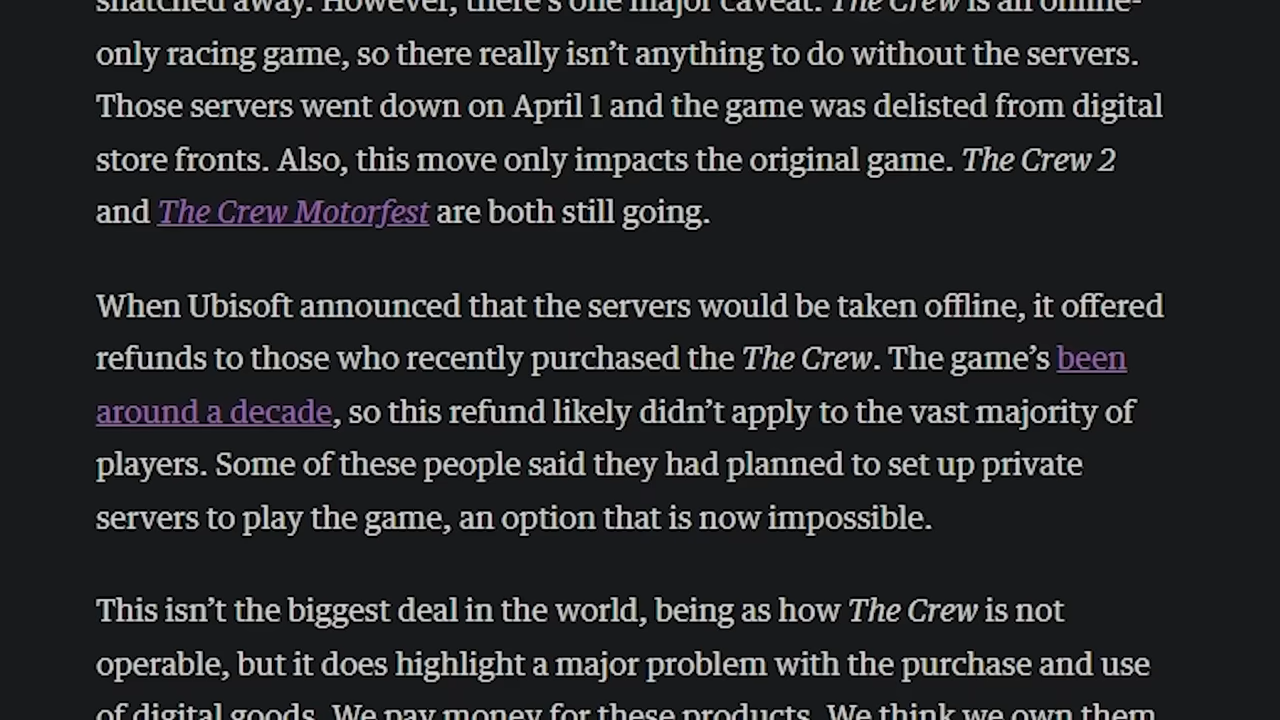 snatched away. However, there's one major caveat. The Crew is an online-
only racing game, so there really isn't anything to do without the servers.
Those servers went down on April 1 and the game was delisted from digital
store fronts. Also, this move only impacts the original game. The Crew 2
and The Crew Motorfest are both still going.
When Ubisoft announced that the servers would be taken offline, it offered
refunds to those who recently purchased the The Crew. The game's been
around a decade, so this refund likely didn't apply to the vast majority of
players. Some of these people said they had planned to set up private
servers to play the game, an option that is now impossible.
This isn't the biggest deal in the world, being as how The Crew is not
operable, but it does highlight a major problem with the purchase and use
of digital goods. We pay money for these products. We think we own them.